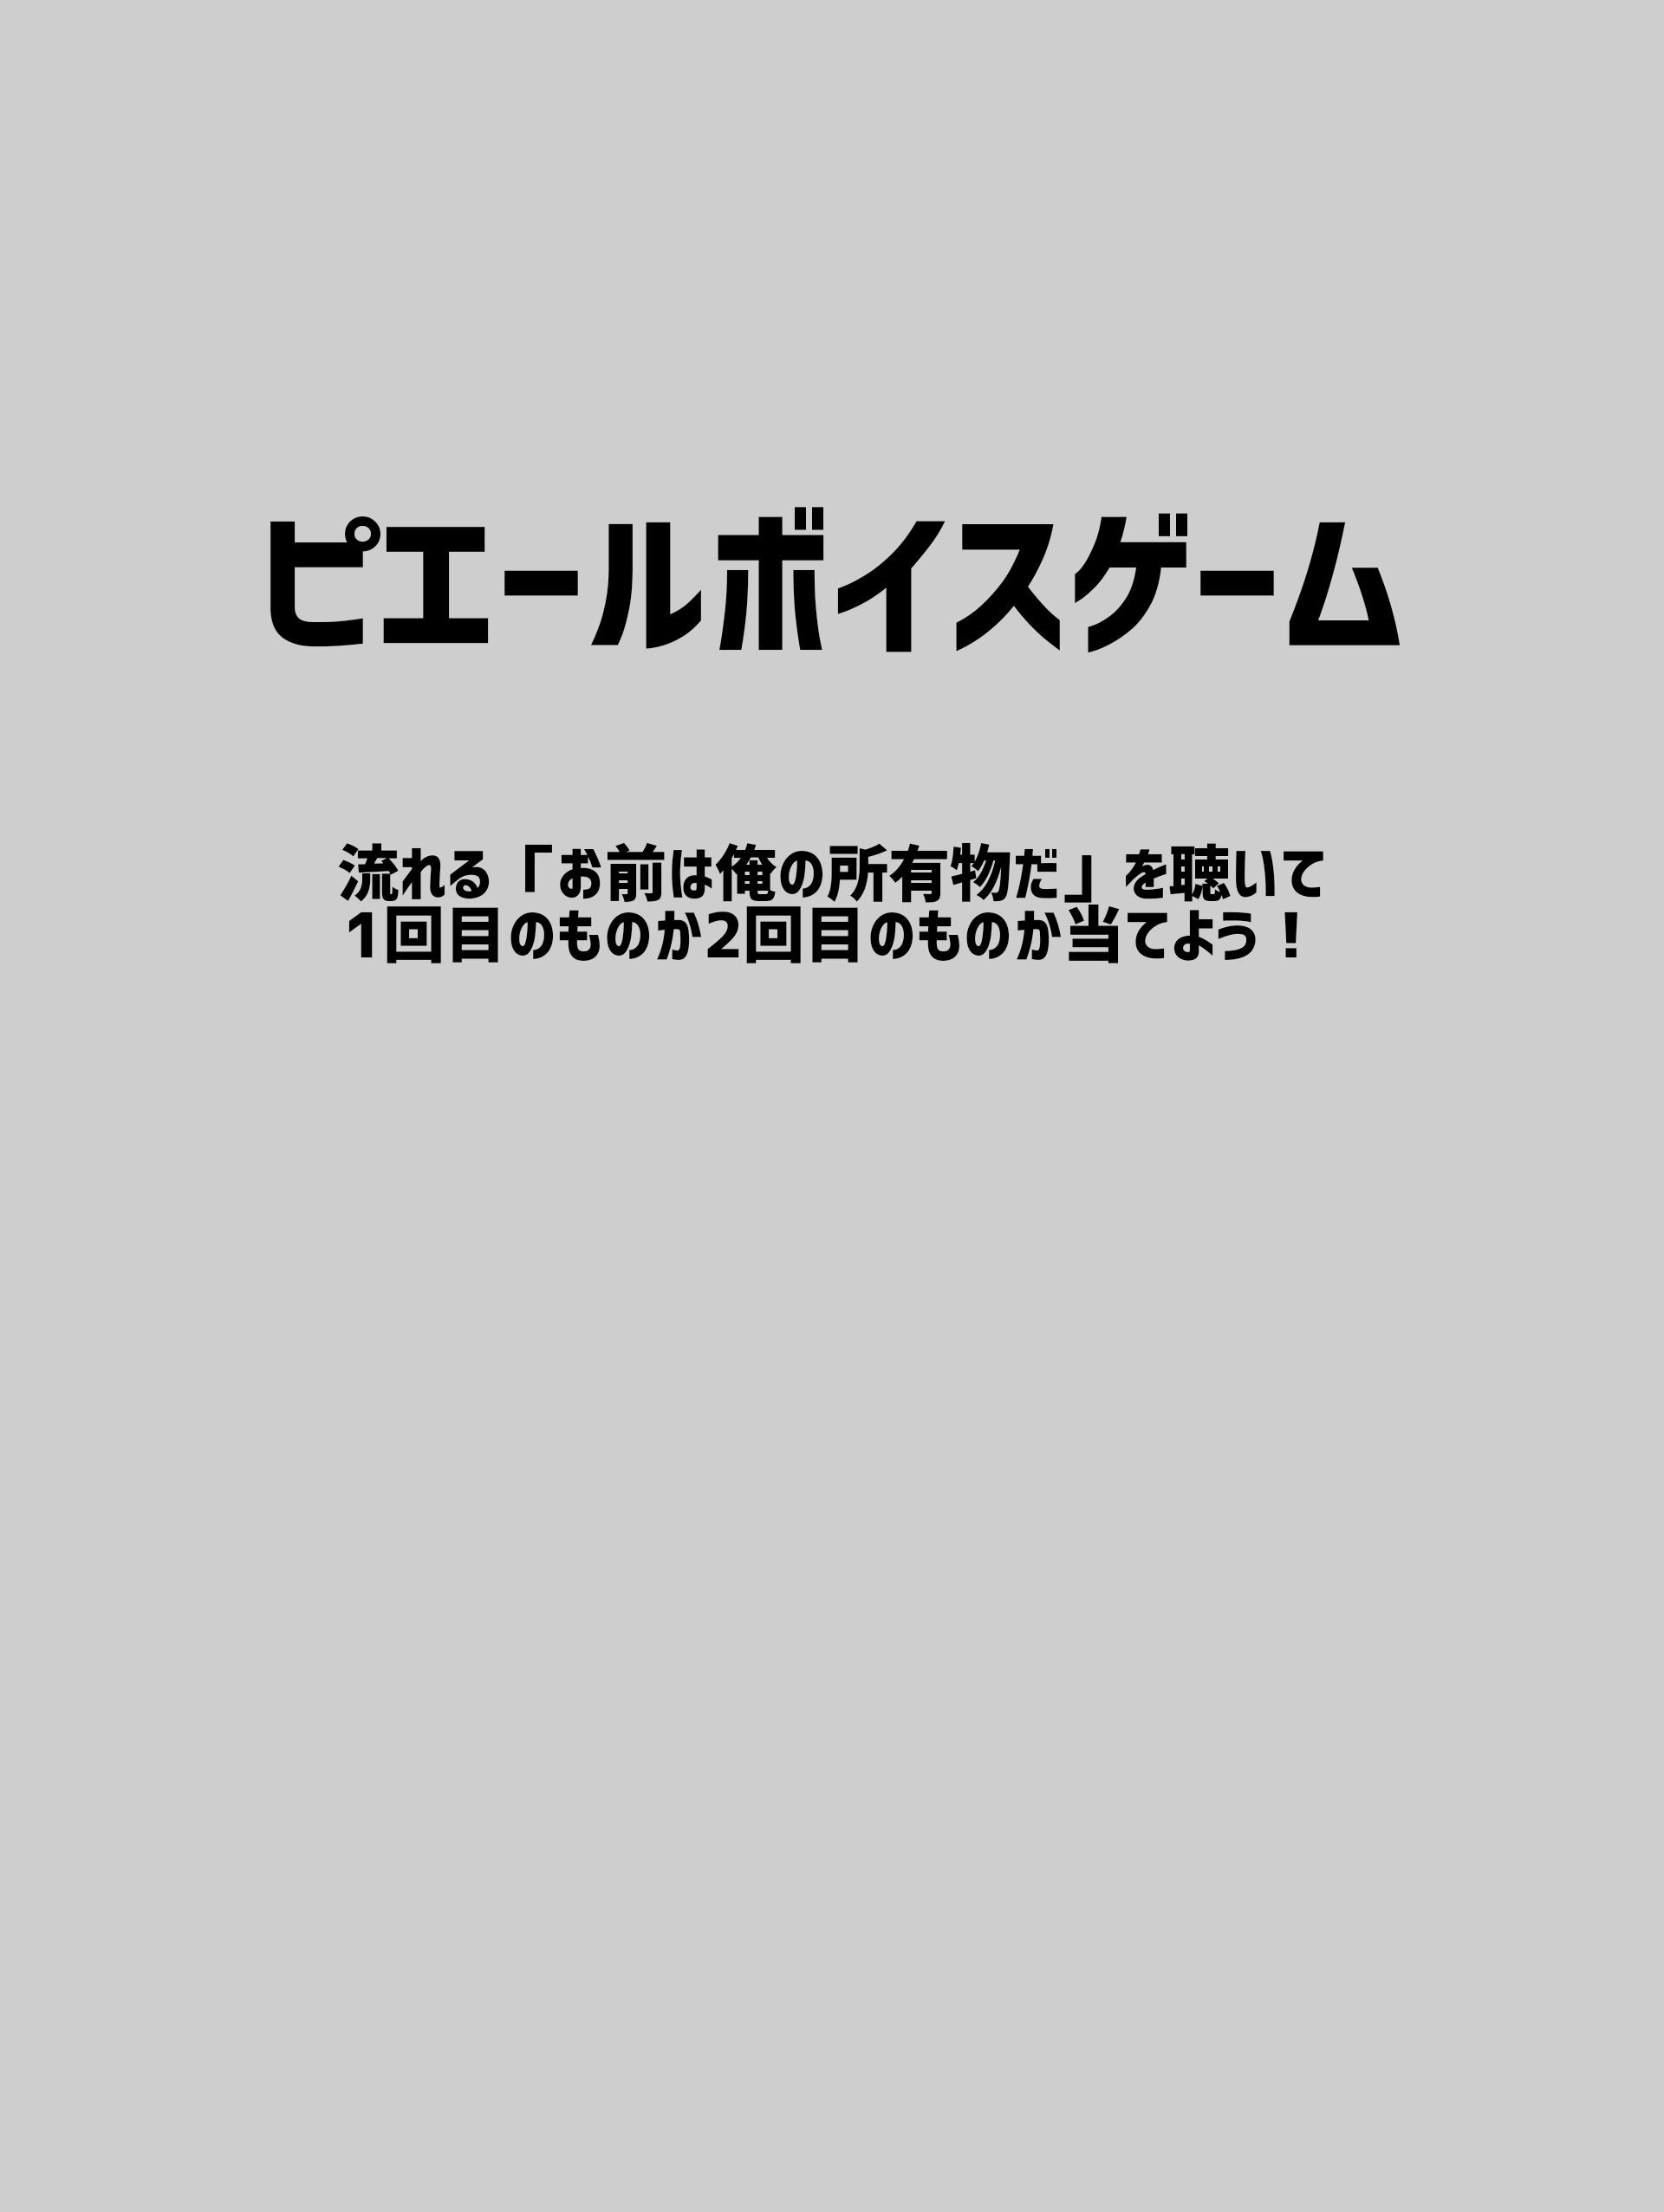 ピエールボイスゲーム
流れる「お前は俺の所有物だ」を聴いて
1回目のものか2回目のものか当てあう！